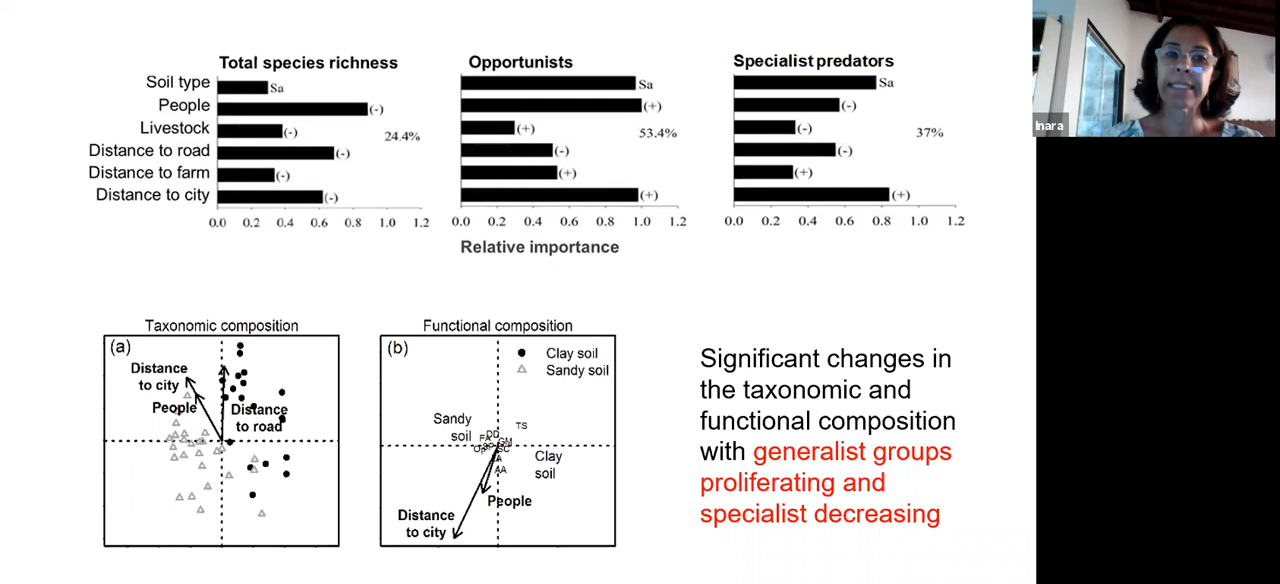 Total species richness
Opportunists
Specialist predators
Soil type
People
Livestock
Distance to road
Distance to farm
Distance to city
Sa
(-)
(-)
(-)
(-)
(-)
24.4%
0.0 0.2 0.4 0.6 0.8 1.0 1.2
Sa
(+)
(+)
(-)
(+)
(+)
53.4%
0.0 0.2 0.4 0.6 0.8 1.0 1.2
Sa
(-)
(-)
(-)
(+)
(+)
37%
0.0 0.2 0.4 0.6 0.8 1.0 1.2
Relative importance
Inara
Taxonomic composition
(a)
Distance
to city
People
Distance
to road
Functional composition
(b)
Clay soil
Sandy soil
Sandy
soil
TS
DD
FA
GM
AA
Clay
soil
People
Distance
to city
Significant changes in
the taxonomic and
functional composition
with generalist groups
proliferating and
specialist decreasing